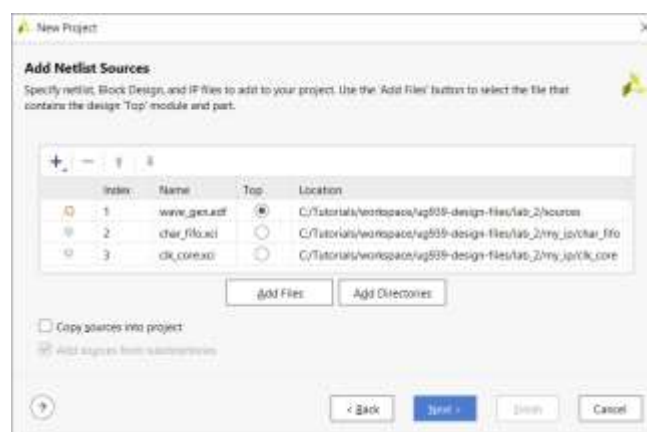 New Project
Add Netlist Sources
Specify netlist, Block Design, and IP files to add to your project. Use the 'Add Files' button to select the file that
contains the design 'Top' module and part.
Index Name Top Location
1 wave_gen.edf C:/Tutorials/workspace/ug939-design-files/lab_2/sources
2 char_fifo.xci C:/Tutorials/workspace/ug939-design-files/lab_2/my_ip/char_fifo
3 clk_core.xci C:/Tutorials/workspace/ug939-design-files/lab_2/my_ip/clk_core
Add Files Add Directories
Copy sources into project
Add sources from subdirectories
? < Back Next > Finish Cancel